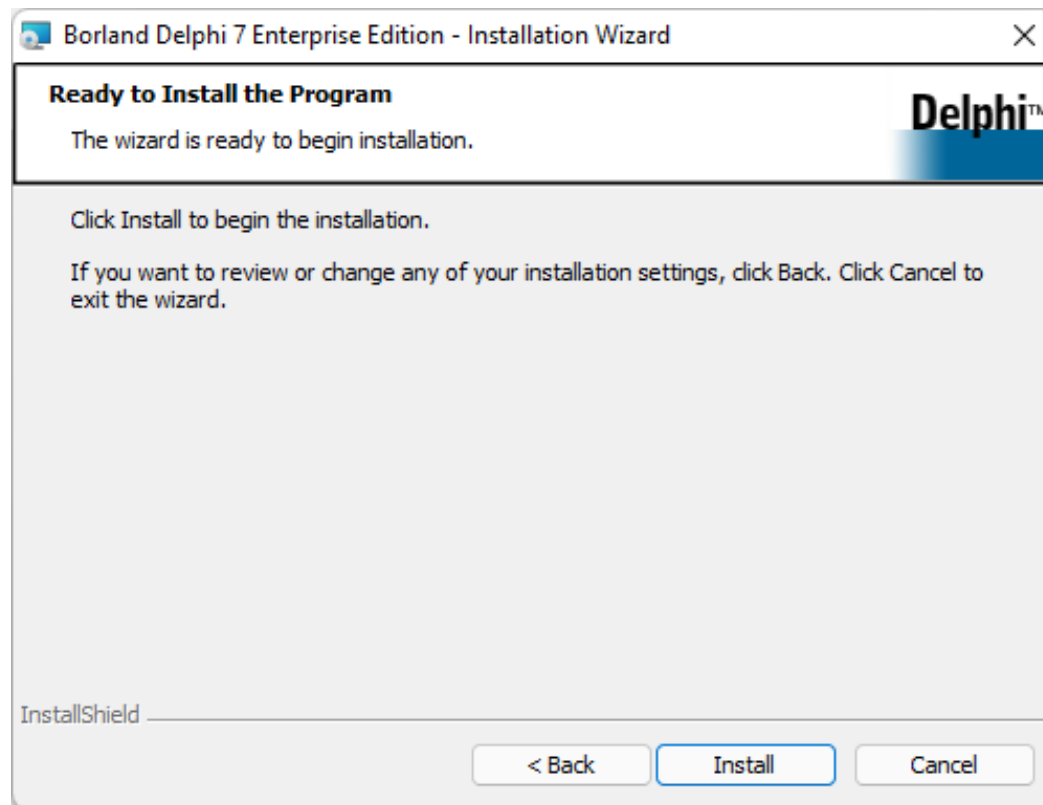 Borland Delphi 7 Enterprise Edition - Installation Wizard
Ready to Install the Program
The wizard is ready to begin installation.
Delphi™
Click Install to begin the installation.
If you want to review or change any of your installation settings, click Back. Click Cancel to
exit the wizard.
InstallShield
< Back
Install
Cancel